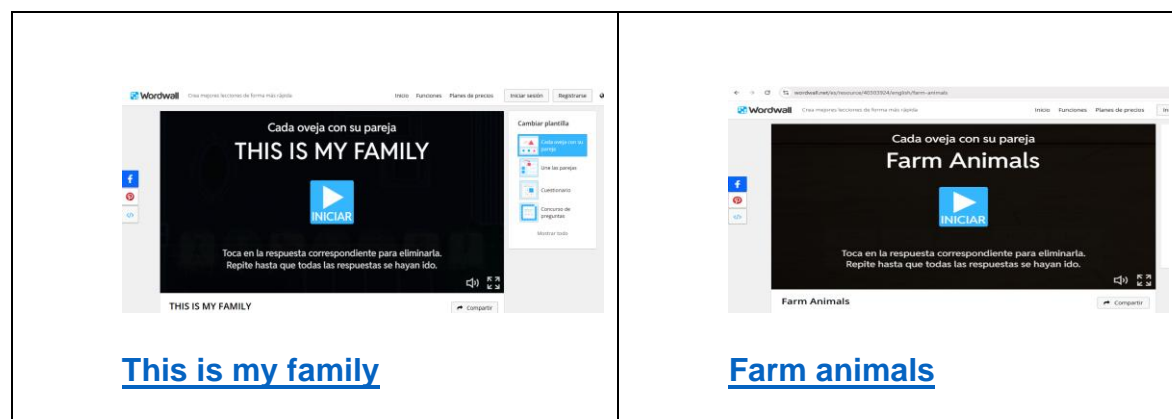 Wordwall Crea mejores lecciones de forma más rápida Inicio Funciones Planes de precios Iniciar sesión Registrarse
Cada oveja con su pareja
THIS IS MY FAMILY
INICIAR
Toca en la respuesta correspondiente para eliminarla.
Repite hasta que todas las respuestas se hayan ido.
THIS IS MY FAMILY
Compartir
Cambiar plantilla
Cada oveja con su pareja
Une las parejas
Cuestionario
Concurso de
preguntas
Mostrar todo
This is my family
wordwall.net/es/resource/40303924/english/farm-animals
Wordwall Crea mejores lecciones de forma más rápida Inicio Funciones Planes de precios
Cada oveja con su pareja
Farm Animals
INICIAR
Toca en la respuesta correspondiente para eliminarla.
Repite hasta que todas las respuestas se hayan ido.
Farm Animals
Compartir
Farm animals